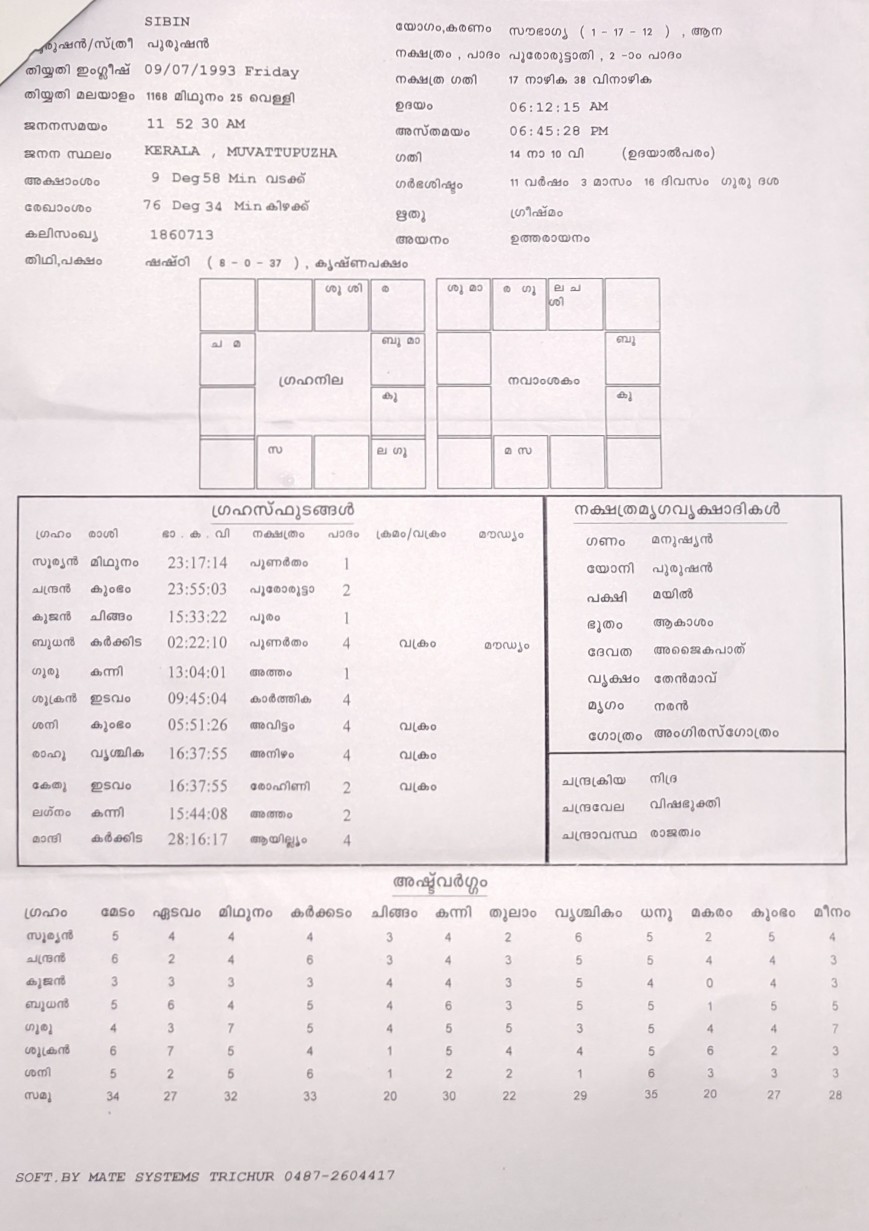 SIBIN
പുരുഷൻ/സ്ത്രീ പുരുഷൻ
തിയ്യതി ഇംഗ്ലീഷ് 09/07/1993 Friday
തിയ്യതി മലയാളം 1168 മിഥുനം 25 വെള്ളി
ജനനസമയം 11 52 30 AM
ജനന സ്ഥലം KERALA , MUVATTUPUZHA
അക്ഷാംശം 9 Deg 58 Min വടക്ക്
രേഖാംശം 76 Deg 34 Min കിഴക്ക്
കലിസംഖ്യ 1860713
തിഥി,പക്ഷം ഷഷ്ഠി ( 8 - 0 - 37 ) , കൃഷ്ണപക്ഷം
യോഗം,കരണം സൗഭാഗ്യ ( 1 - 17 - 12 ) , ആന
നക്ഷത്രം , പാദം പൂരോരുട്ടാതി , 2 -ാം പാദം
നക്ഷത്ര ഗതി 17 നാഴിക 38 വിനാഴിക
ഉദയം 06:12:15 AM
അസ്തമയം 06:45:28 PM
ഗതി 14 നാ 10 വി (ഉദയാൽപരം)
ഗർഭശിഷ്ടം 11 വർഷം 3 മാസം 16 ദിവസം ഗുരു ദശ
ഋതു ഗ്രീഷ്മം
അയനം ഉത്തരായനം
ശു ശി ര
ച മ ബു മാ
ഗ്രഹനില
കു
സ ല ഗു
ശു മാ ര ഗു ല ച
ശി
ബു
നവാംശകം
കു
മ സ
ഗ്രഹസ്ഫുടങ്ങൾ
ഗ്രഹം രാശി ഭാ . ക . വി നക്ഷത്രം പാദം ക്രമം/വക്രം മൗഡ്യം
സൂര്യൻ മിഥുനം 23:17:14 പുണർതം 1
ചന്ദ്രൻ കുംഭം 23:55:03 പൂരോരുട്ടാ 2
കുജൻ ചിങ്ങം 15:33:22 പൂരം 1
ബുധൻ കർക്കിട 02:22:10 പുണർതം 4 വക്രം മൗഡ്യം
ഗുരു കന്നി 13:04:01 അത്തം 1
ശുക്രൻ ഇടവം 09:45:04 കാർത്തിക 4
ശനി കുംഭം 05:51:26 അവിട്ടം 4 വക്രം
രാഹു വൃശ്ചിക 16:37:55 അനിഴം 4 വക്രം
കേതു ഇടവം 16:37:55 രോഹിണി 2 വക്രം
ലഗ്നം കന്നി 15:44:08 അത്തം 2
മാന്ദി കർക്കിട 28:16:17 ആയില്ല്യം 4
നക്ഷത്രമൃഗവൃക്ഷാദികൾ
ഗണം മനുഷ്യൻ
യോനി പുരുഷൻ
പക്ഷി മയിൽ
ഭൂതം ആകാശം
ദേവത അജൈകപാത്
വൃക്ഷം തേൻമാവ്
മൃഗം നരൻ
ഗോത്രം അംഗിരസ്ഗോത്രം
ചന്ദ്രക്രിയ നിദ്ര
ചന്ദ്രവേല വിഷഭുക്തി
ചന്ദ്രാവസ്ഥ രാജത്വം
അഷ്ട്വർഗ്ഗം
ഗ്രഹം മേടം ഏടവം മിഥുനം കർക്കടം ചിങ്ങം കന്നി തുലാം വൃശ്ചികം ധനു മകരം കുംഭം മീനം
സൂര്യൻ 5 4 4 4 3 4 2 6 5 2 5 4
ചന്ദ്രൻ 6 2 4 6 3 4 3 5 5 4 4 3
കുജൻ 3 3 3 3 4 4 3 5 4 0 4 3
ബുധൻ 5 6 4 5 4 6 3 5 5 1 5 5
ഗുരു 4 3 7 5 4 5 5 3 5 4 4 7
ശുക്രൻ 6 7 5 4 1 5 4 4 5 6 2 3
ശനി 5 2 5 6 1 2 2 1 6 3 3 3
സമൂ 34 27 32 33 20 30 22 29 35 20 27 28
SOFT.BY MATE SYSTEMS TRICHUR 0487-2604417